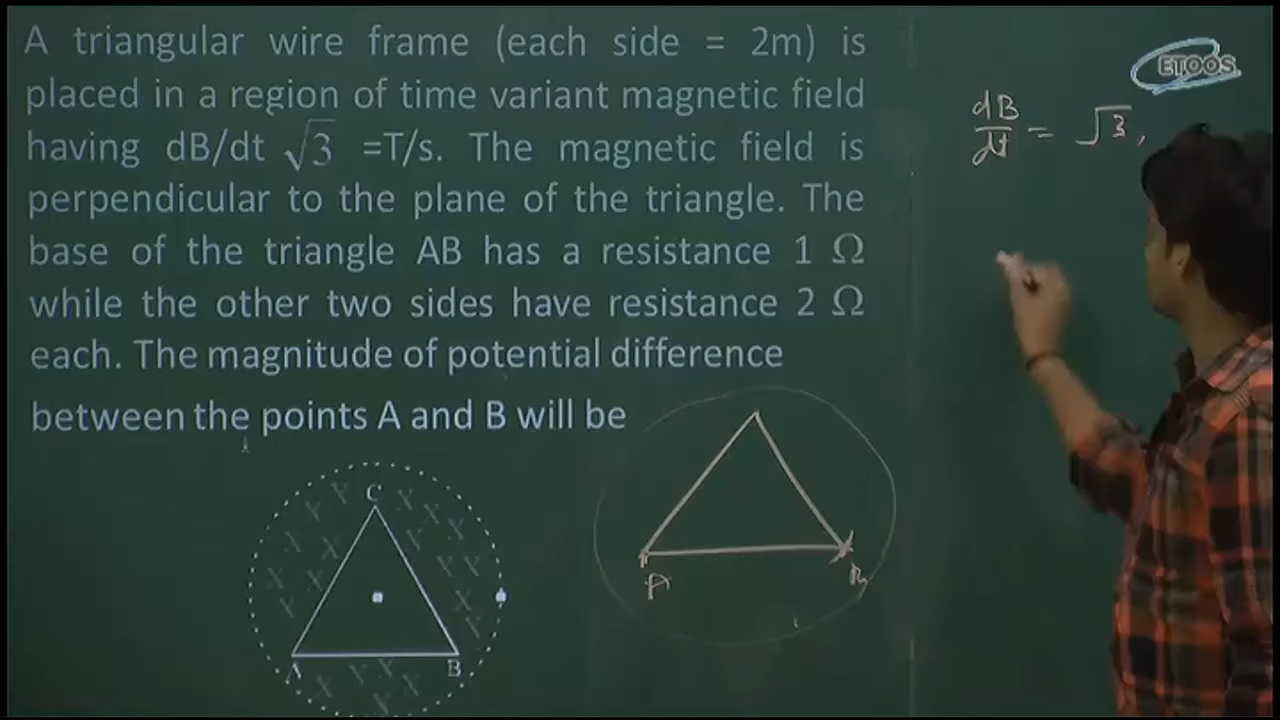 A triangular wire frame (each side = 2m) is
placed in a region of time variant magnetic field
having dB/dt √3 =T/s. The magnetic field is
perpendicular to the plane of the triangle. The
base of the triangle AB has a resistance 1 Ω
while the other two sides have resistance 2 Ω
each. The magnitude of potential difference
between the points A and B will be
ETOOS
dB/dt = √3,
C
X X X X X
X X X X X
X X X X
X X
A B
X X X X X
A B